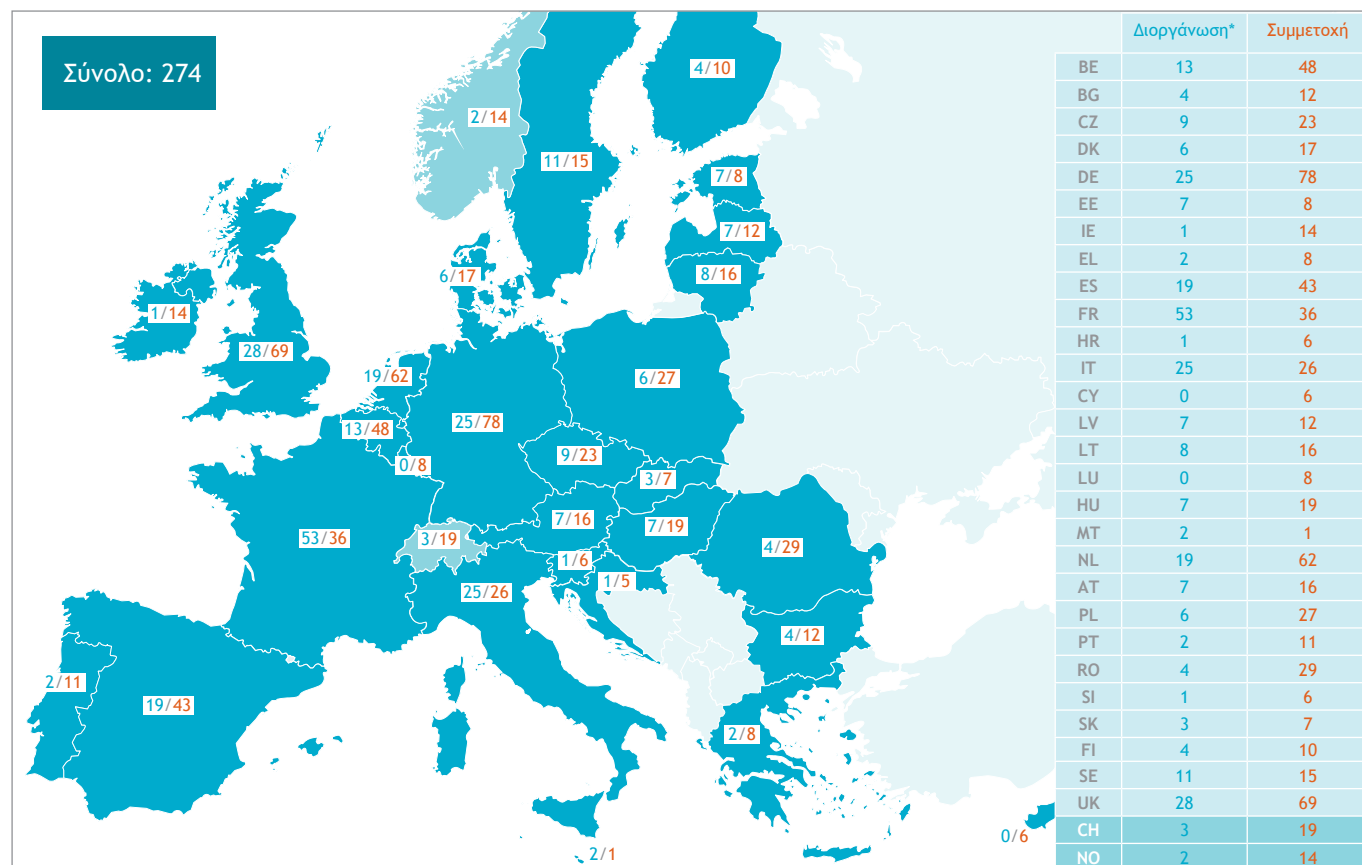 Σύνολο: 274
4/10
2/14
11/15
7/8
7/12
6/17
8/16
1/14
28/69
19/62
6/27
13/48
25/78
9/23
0/8
3/7
7/16
7/19
53/36
3/19
4/29
1/6
1/5
25/26
4/12
2/11
19/43
2/8
0/6
2/1
Διοργάνωση* Συμμετοχή
BE 13 48
BG 4 12
CZ 9 23
DK 6 17
DE 25 78
EE 7 8
IE 1 14
EL 2 8
ES 19 43
FR 53 36
HR 1 6
IT 25 26
CY 0 6
LV 7 12
LT 8 16
LU 0 8
HU 7 19
MT 2 1
NL 19 62
AT 7 16
PL 6 27
PT 2 11
RO 4 29
SI 1 6
SK 3 7
FI 4 10
SE 11 15
UK 28 69
CH 3 19
NO 2 14